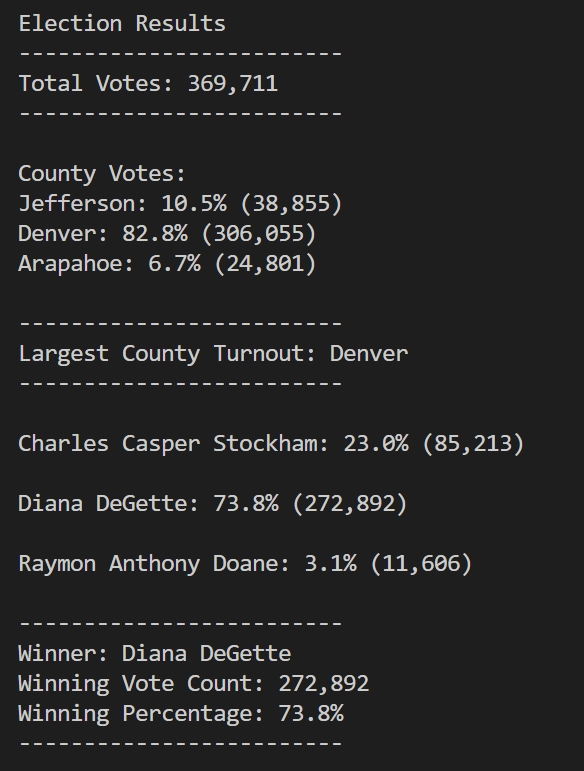 Election Results
-------------------------
Total Votes: 369,711
-------------------------
County Votes:
Jefferson: 10.5% (38,855)
Denver: 82.8% (306,055)
Arapahoe: 6.7% (24,801)
-------------------------
Largest County Turnout: Denver
-------------------------
Charles Casper Stockham: 23.0% (85,213)
Diana DeGette: 73.8% (272,892)
Raymon Anthony Doane: 3.1% (11,606)
-------------------------
Winner: Diana DeGette
Winning Vote Count: 272,892
Winning Percentage: 73.8%
-------------------------